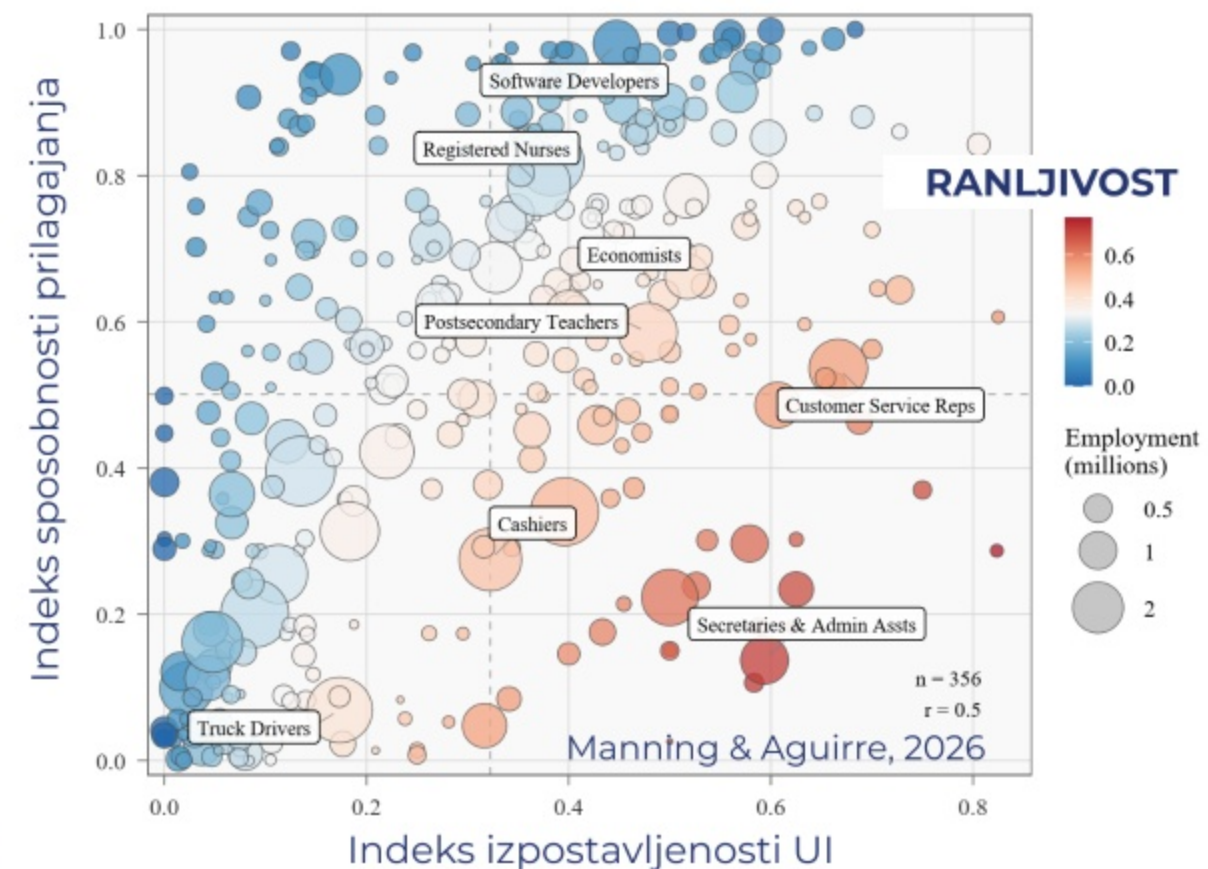 Indeks sposobnosti prilagajanja
1.0
0.8
0.6
0.4
0.2
0.0
Software Developers
Registered Nurses
Economists
Postsecondary Teachers
Customer Service Reps
Cashiers
Secretaries & Admin Assts
Truck Drivers
n = 356
r = 0.5
Manning & Aguirre, 2026
0.0 0.2 0.4 0.6 0.8
Indeks izpostavljenosti UI
RANLJIVOST
0.6
0.4
0.2
0.0
Employment
(millions)
0.5
1
2